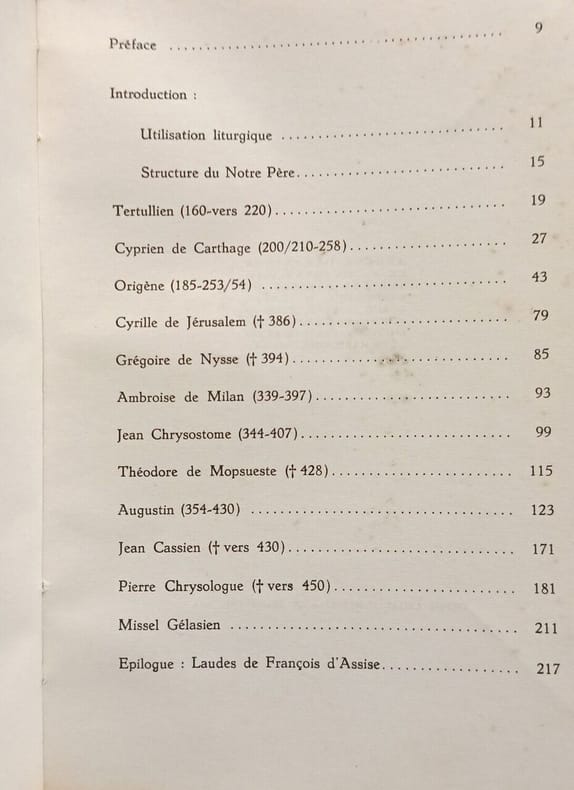 Préface .......... 9
Introduction :
Utilisation liturgique .......... 11
Structure du Notre Père .......... 15
Tertullien (160-vers 220) .......... 19
Cyprien de Carthage (200/210-258) .......... 27
Origène (185-253/54) .......... 43
Cyrille de Jérusalem († 386) .......... 79
Grégoire de Nysse († 394) .......... 85
Ambroise de Milan (339-397) .......... 93
Jean Chrysostome (344-407) .......... 99
Théodore de Mopsueste († 428) .......... 115
Augustin (354-430) .......... 123
Jean Cassien († vers 430) .......... 171
Pierre Chrysologue († vers 450) .......... 181
Missel Gélasien .......... 211
Epilogue : Laudes de François d'Assise .......... 217